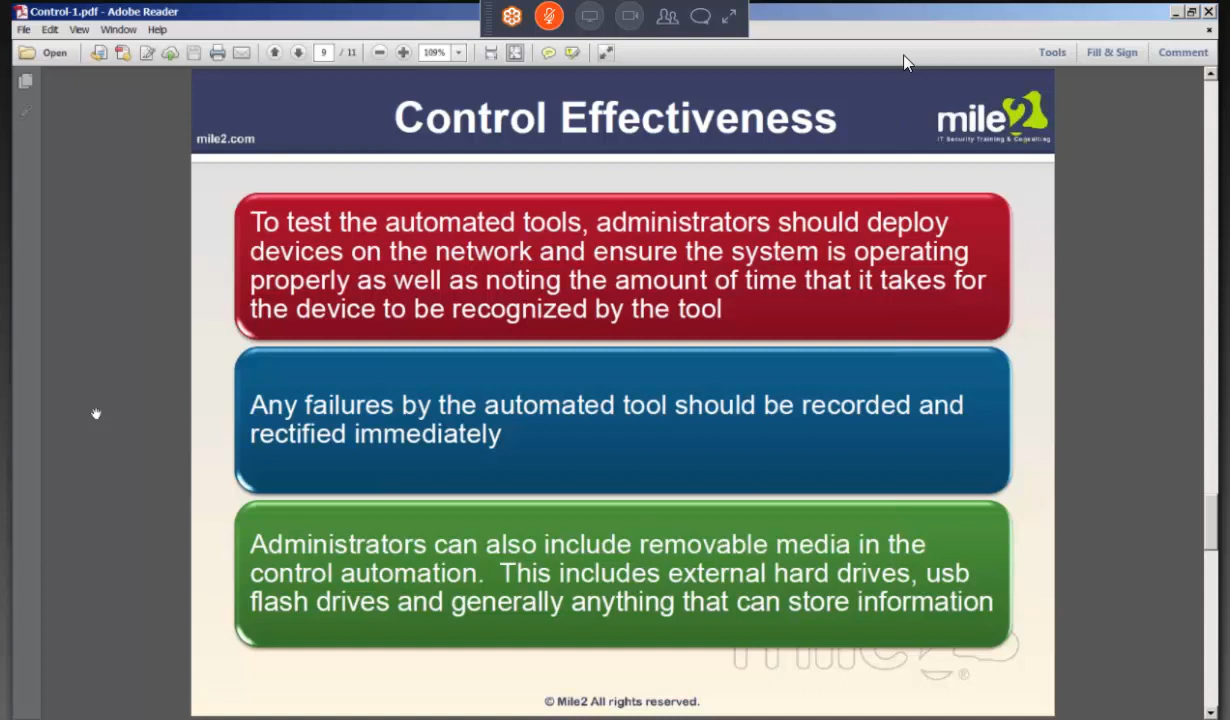 Control-1.pdf - Adobe Reader
File Edit View Window Help
Open 9 / 11 109% Tools Fill & Sign Comment
Control Effectiveness
mile2.com
mile2
IT Security Training & Consulting
To test the automated tools, administrators should deploy
devices on the network and ensure the system is operating
properly as well as noting the amount of time that it takes for
the device to be recognized by the tool
Any failures by the automated tool should be recorded and
rectified immediately
Administrators can also include removable media in the
control automation.  This includes external hard drives, usb
flash drives and generally anything that can store information
mile2
®
© Mile2 All rights reserved.